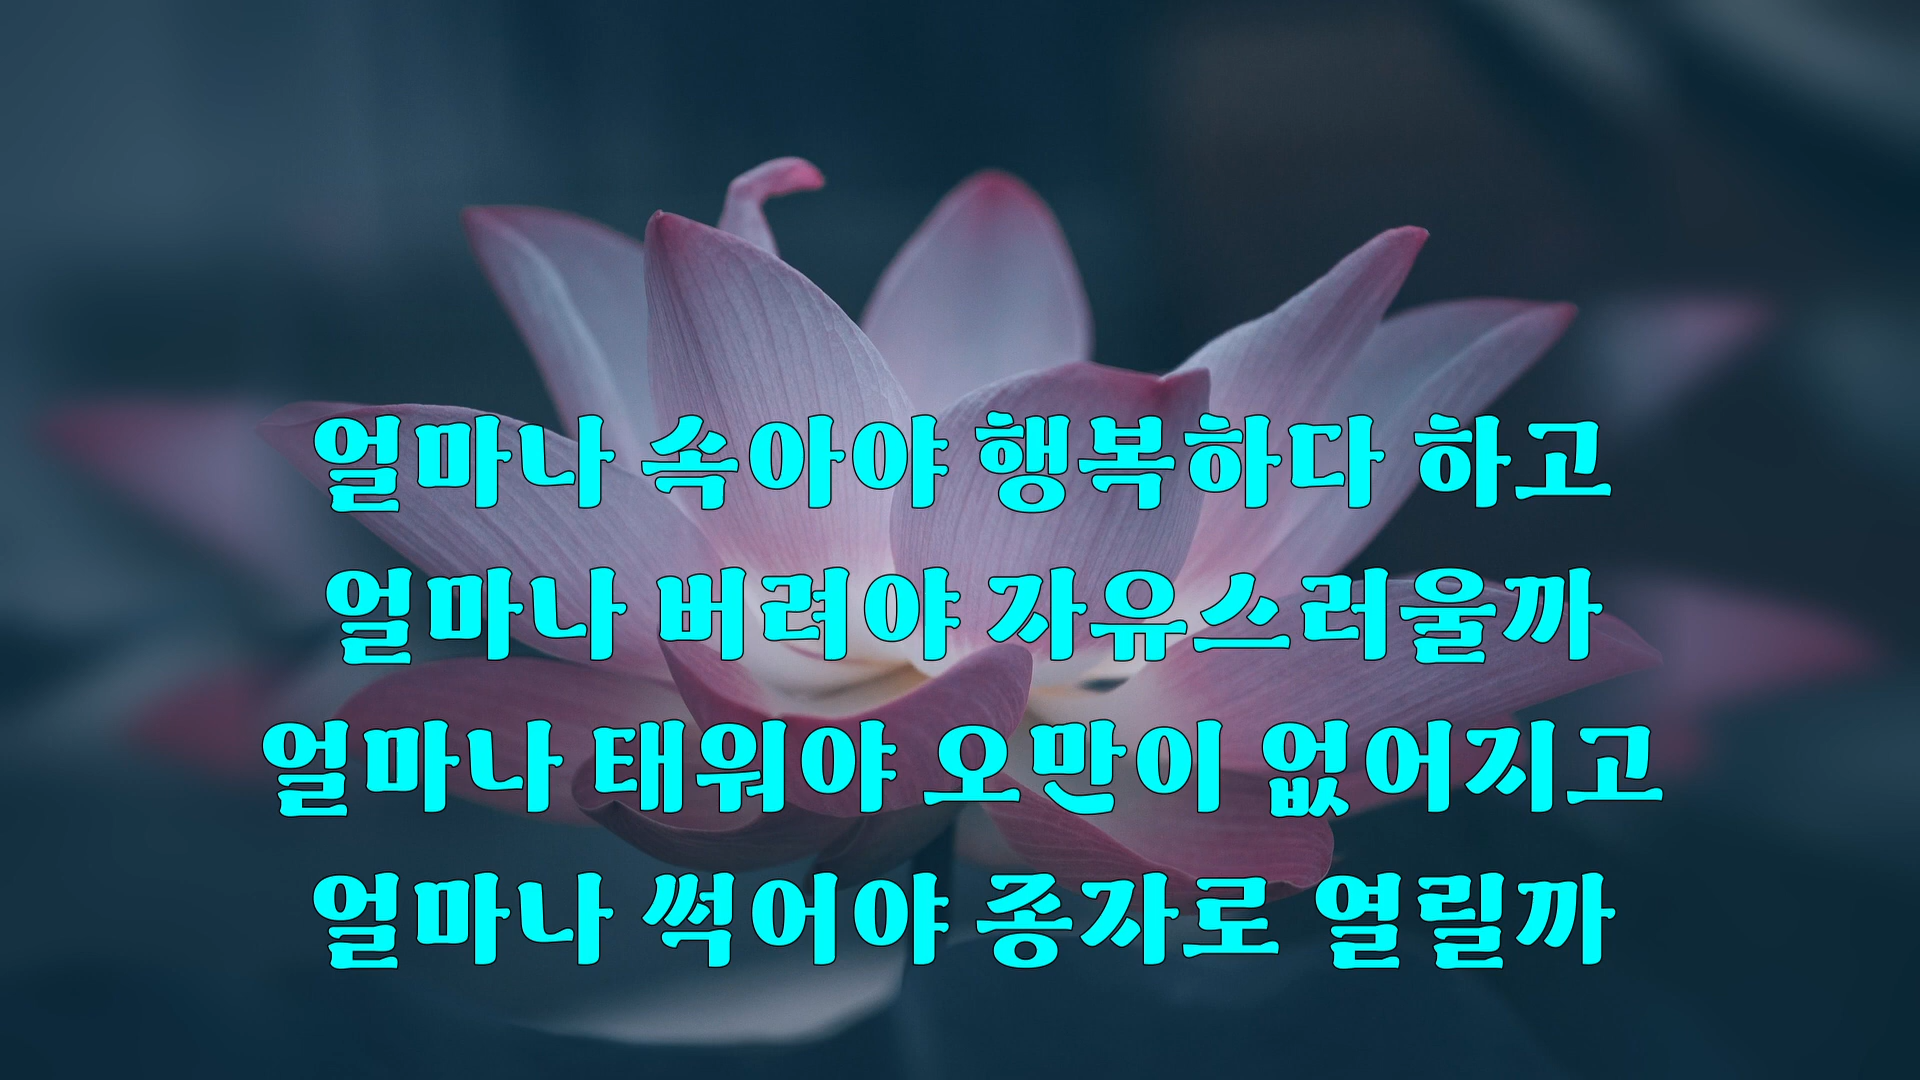 얼마나 속아야 행복하다 하고
얼마나 버려야 자유스러울까
얼마나 태워야 오만이 없어지고
얼마나 썩어야 종자로 열릴까